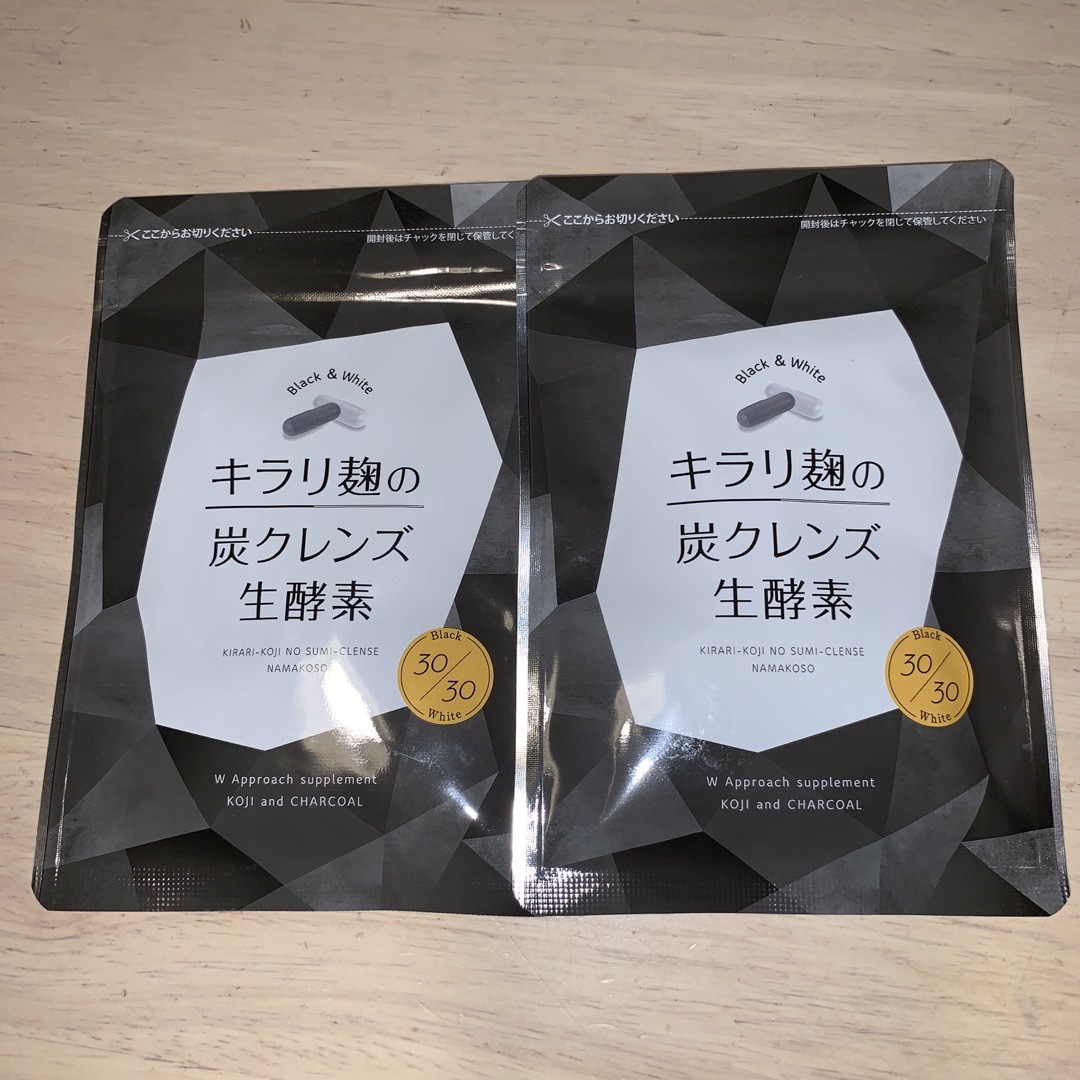 ここからお切りください
開封後はチャックを閉じて保管してく
Black & White
キラリ麹の
炭クレンズ
生酵素
KIRARI-KOJI NO SUMI-CLENSE
NAMAKOSO
Black
30/30
White
W Approach supplement
KOJI and CHARCOAL
ここからお切りください
開封後はチャックを閉じて保管してください
Black & White
キラリ麹の
炭クレンズ
生酵素
KIRARI-KOJI NO SUMI-CLENSE
NAMAKOSO
Black
30/30
White
W Approach supplement
KOJI and CHARCOAL